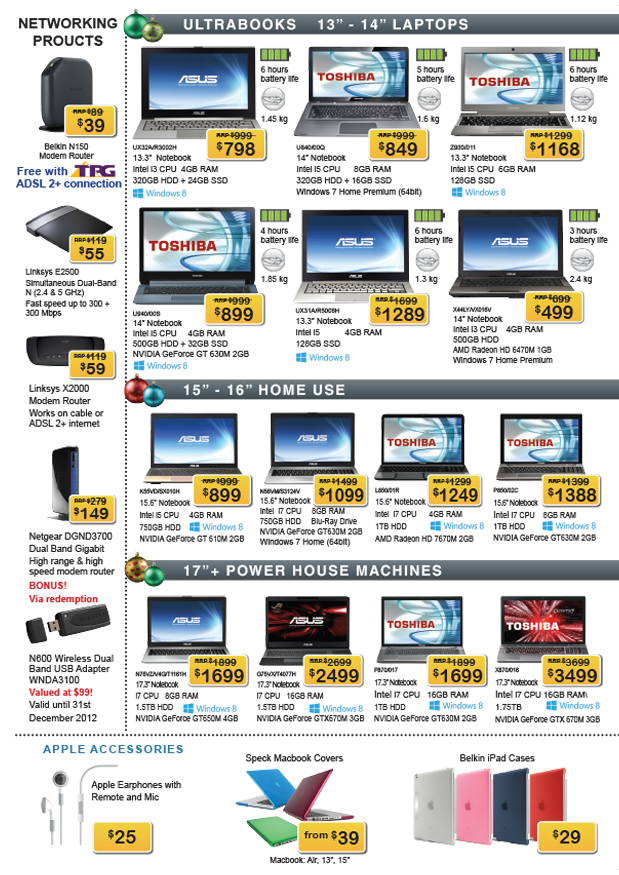 NETWORKING
PROUCTS
RRP $89
$39
Belkin N150
Modem Router
Free with TPG
ADSL 2+ connection
RRP $119
$55
Linksys E2500
Simultaneous Dual-Band
N (2.4 & 5 GHz)
Fast speed up to 300 +
300 Mbps
RRP $119
$59
Linksys X2000
Modem Router
Works on cable or
ADSL 2+ internet
RRP $279
$149
Netgear DGND3700
Dual Band Gigabit
High range & high
speed modem router
BONUS!
Via redemption
N600 Wireless Dual
Band USB Adapter
WNDA3100
Valued at $99!
Valid until 31st
December 2012
ULTRABOOKS 13” - 14” LAPTOPS
ASUS
6 hours
battery life
1.45 kg
RRP $999
$798
UX32A/R3002H
13.3" Notebook
Intel I3 CPU 4GB RAM
320GB HDD + 24GB SSD
Windows 8
TOSHIBA
5 hours
battery life
1.6 kg
RRP $999
$849
U840/00Q
14" Notebook
Intel I5 CPU 8GB RAM
320GB HDD + 16GB SSD
Windows 7 Home Premium (64bit)
TOSHIBA
6 hours
battery life
1.12 kg
RRP $1299
$1168
Z930/011
13.3" Notebook
Intel I5 CPU 6GB RAM
128GB SSD
Windows 8
TOSHIBA
4 hours
battery life
1.85 kg
RRP $999
$899
U940/00S
14" Notebook
Intel I5 CPU 4GB RAM
500GB HDD + 32GB SSD
NVIDIA GeForce GT 630M 2GB
Windows 8
ASUS
6 hours
battery life
1.3 kg
RRP $1699
$1289
UX31A/R5006H
13.3" Notebook
Intel I5 4GB RAM
128GB SSD
Windows 8
ASUS
3 hours
battery life
2.4 kg
RRP $699
$499
X44LY/VX016V
14" Notebook
Intel I3 CPU 4GB RAM
500GB HDD
AMD Radeon HD 6470M 1GB
Windows 7 Home Premium
15” - 16” HOME USE
ASUS
RRP $999
$899
K55VD/SX010H
15.6" Notebook
Intel I5 CPU 4GB RAM
750GB HDD Windows 8
NVIDIA GeForce GT 610M 2GB
ASUS
RRP $1499
$1099
N56VM/S3124V
15.6" Notebook
Intel I7 CPU 8GB RAM
750GB HDD Blu-Ray Drive
NVIDIA GeForce GT630M 2GB
Windows 7 Home (64bit)
TOSHIBA
RRP $1299
$1249
L850/01R
15.6" Notebook
Intel I7 CPU 4GB RAM
1TB HDD Windows 8
AMD Radeon HD 7670M 2GB
TOSHIBA
RRP $1399
$1388
P850/02C
15.6" Notebook
Intel I7 CPU 8GB RAM
1TB HDD Windows 8
NVIDIA GeForce GT630M 2GB
17”+ POWER HOUSE MACHINES
ASUS
RRP $1899
$1699
N76VZ/V4G/T1161H
17.3" Notebook
I7 CPU 8GB RAM
1.5TB HDD Windows 8
NVIDIA GeForce GT650M 4GB
RRP $2699
$2499
G75VX/T4077H
17.3" Notebook
I7 CPU 16GB RAM
1.5TB HDD Windows 8
NVIDIA GeForce GTX670M 3GB
TOSHIBA
RRP $1899
$1699
P870/017
17.3" Notebook
Intel I7 CPU 16GB RAM
1TB HDD Windows 8
NVIDIA GeForce GT630M 2GB
TOSHIBA
RRP $3699
$3499
X870/016
17.3" Notebook
Intel I7 CPU 16GB RAM\
1.75TB Windows 8
NVIDIA GeForce GTX 670M 3GB
APPLE ACCESSORIES
Apple Earphones with
Remote and Mic
$25
Speck Macbook Covers
from $39
Macbook: Air, 13", 15"
Belkin iPad Cases
$29